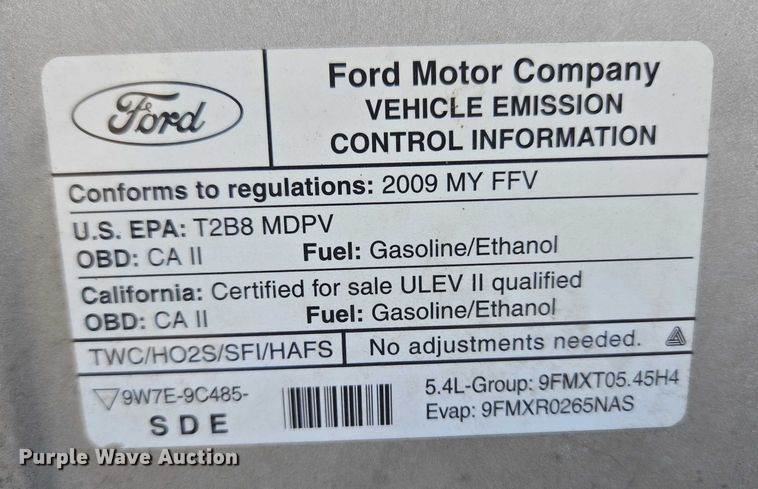 Ford
Ford Motor Company
VEHICLE EMISSION
CONTROL INFORMATION
Conforms to regulations: 2009 MY FFV
U.S. EPA: T2B8 MDPV
OBD: CA II Fuel: Gasoline/Ethanol
California: Certified for sale ULEV II qualified
OBD: CA II Fuel: Gasoline/Ethanol
TWC/HO2S/SFI/HAFS No adjustments needed.
9W7E-9C485-
SDE
5.4L-Group: 9FMXT05.45H4
Evap: 9FMXR0265NAS
Purple Wave Auction